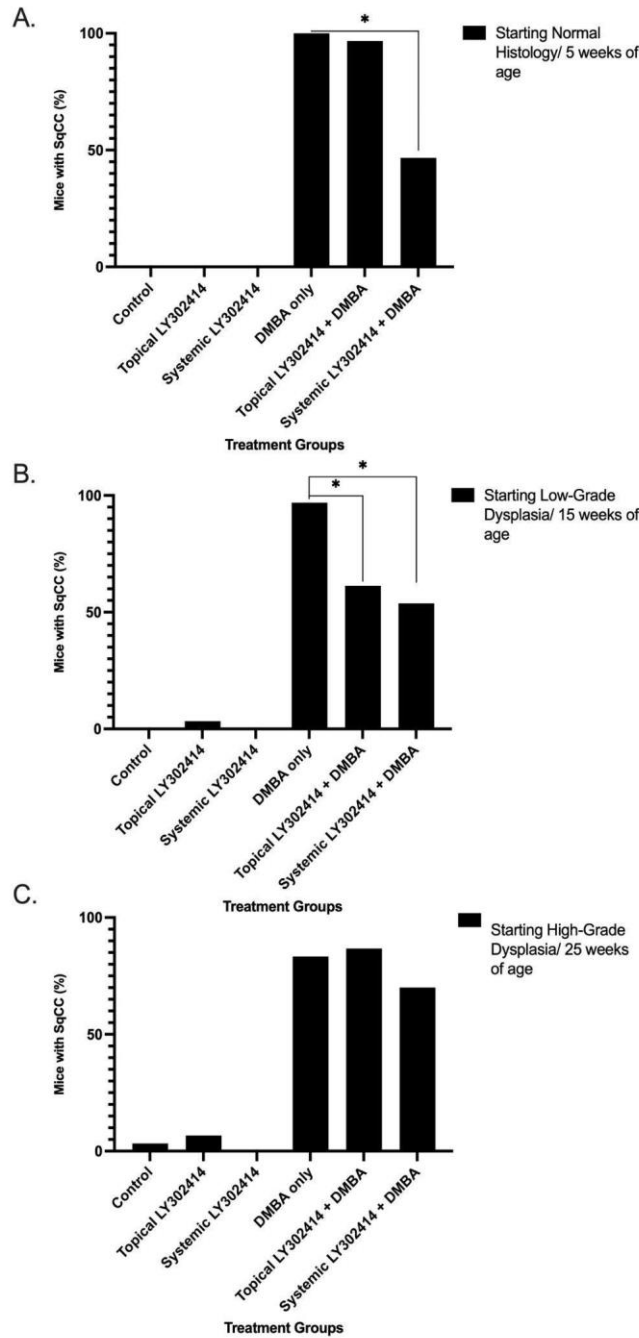 A.
*
Starting Normal
Histology/ 5 weeks of
age
Mice with SqCC (%)
100
50
0
Control
Topical LY302414
Systemic LY302414
DMBA only
Topical LY302414 + DMBA
Systemic LY302414 + DMBA
Treatment Groups
B.
*
*
Starting Low-Grade
Dysplasia/ 15 weeks of
age
Mice with SqCC (%)
100
50
0
Control
Topical LY302414
Systemic LY302414
DMBA only
Topical LY302414 + DMBA
Systemic LY302414 + DMBA
Treatment Groups
C.
Starting High-Grade
Dysplasia/ 25 weeks
of age
Mice with SqCC (%)
100
50
0
Control
Topical LY302414
Systemic LY302414
DMBA only
Topical LY302414 + DMBA
Systemic LY302414 + DMBA
Treatment Groups